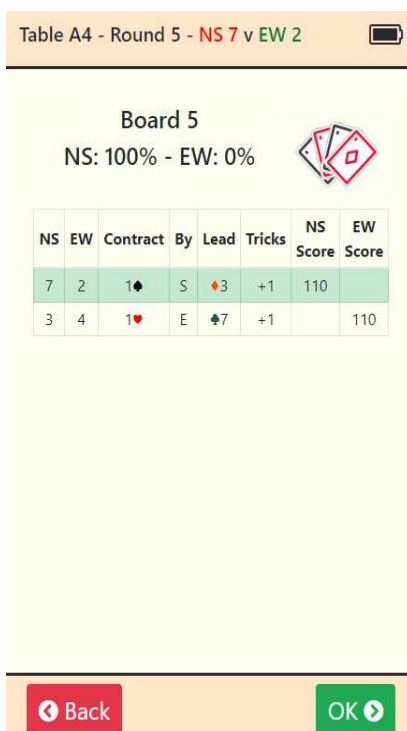 Table A4 - Round 5 - NS 7 v EW 2
Board 5
NS: 100% - EW: 0%
NS EW Contract By Lead Tricks NS Score EW Score
7 2 1♠ S ♦3 +1 110
3 4 1♥ E ♣7 +1 110
Back
OK